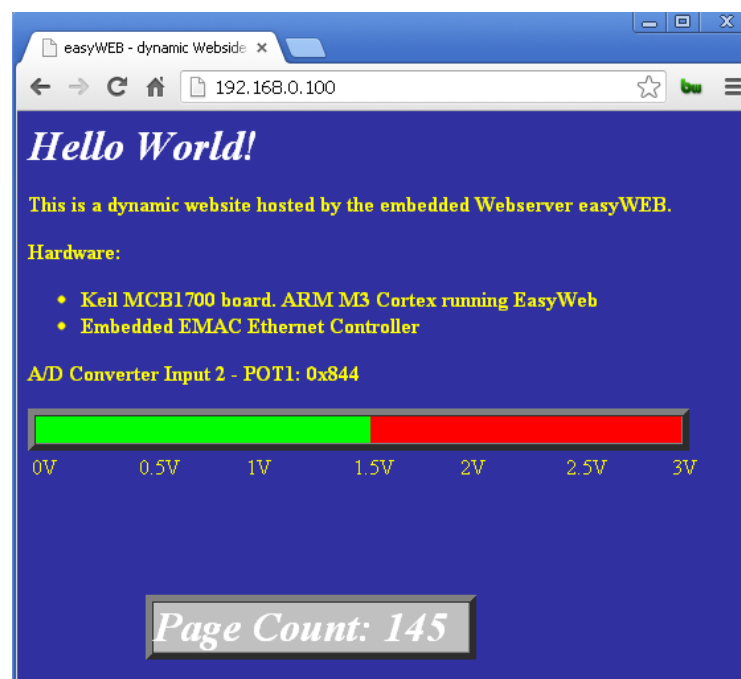 easyWEB - dynamic Webside
192.168.0.100
bw
Hello World!
This is a dynamic website hosted by the embedded Webserver easyWEB.
Hardware:
Keil MCB1700 board. ARM M3 Cortex running EasyWeb
Embedded EMAC Ethernet Controller
A/D Converter Input 2 - POT1: 0x844
0V 0.5V 1V 1.5V 2V 2.5V 3V
Page Count: 145